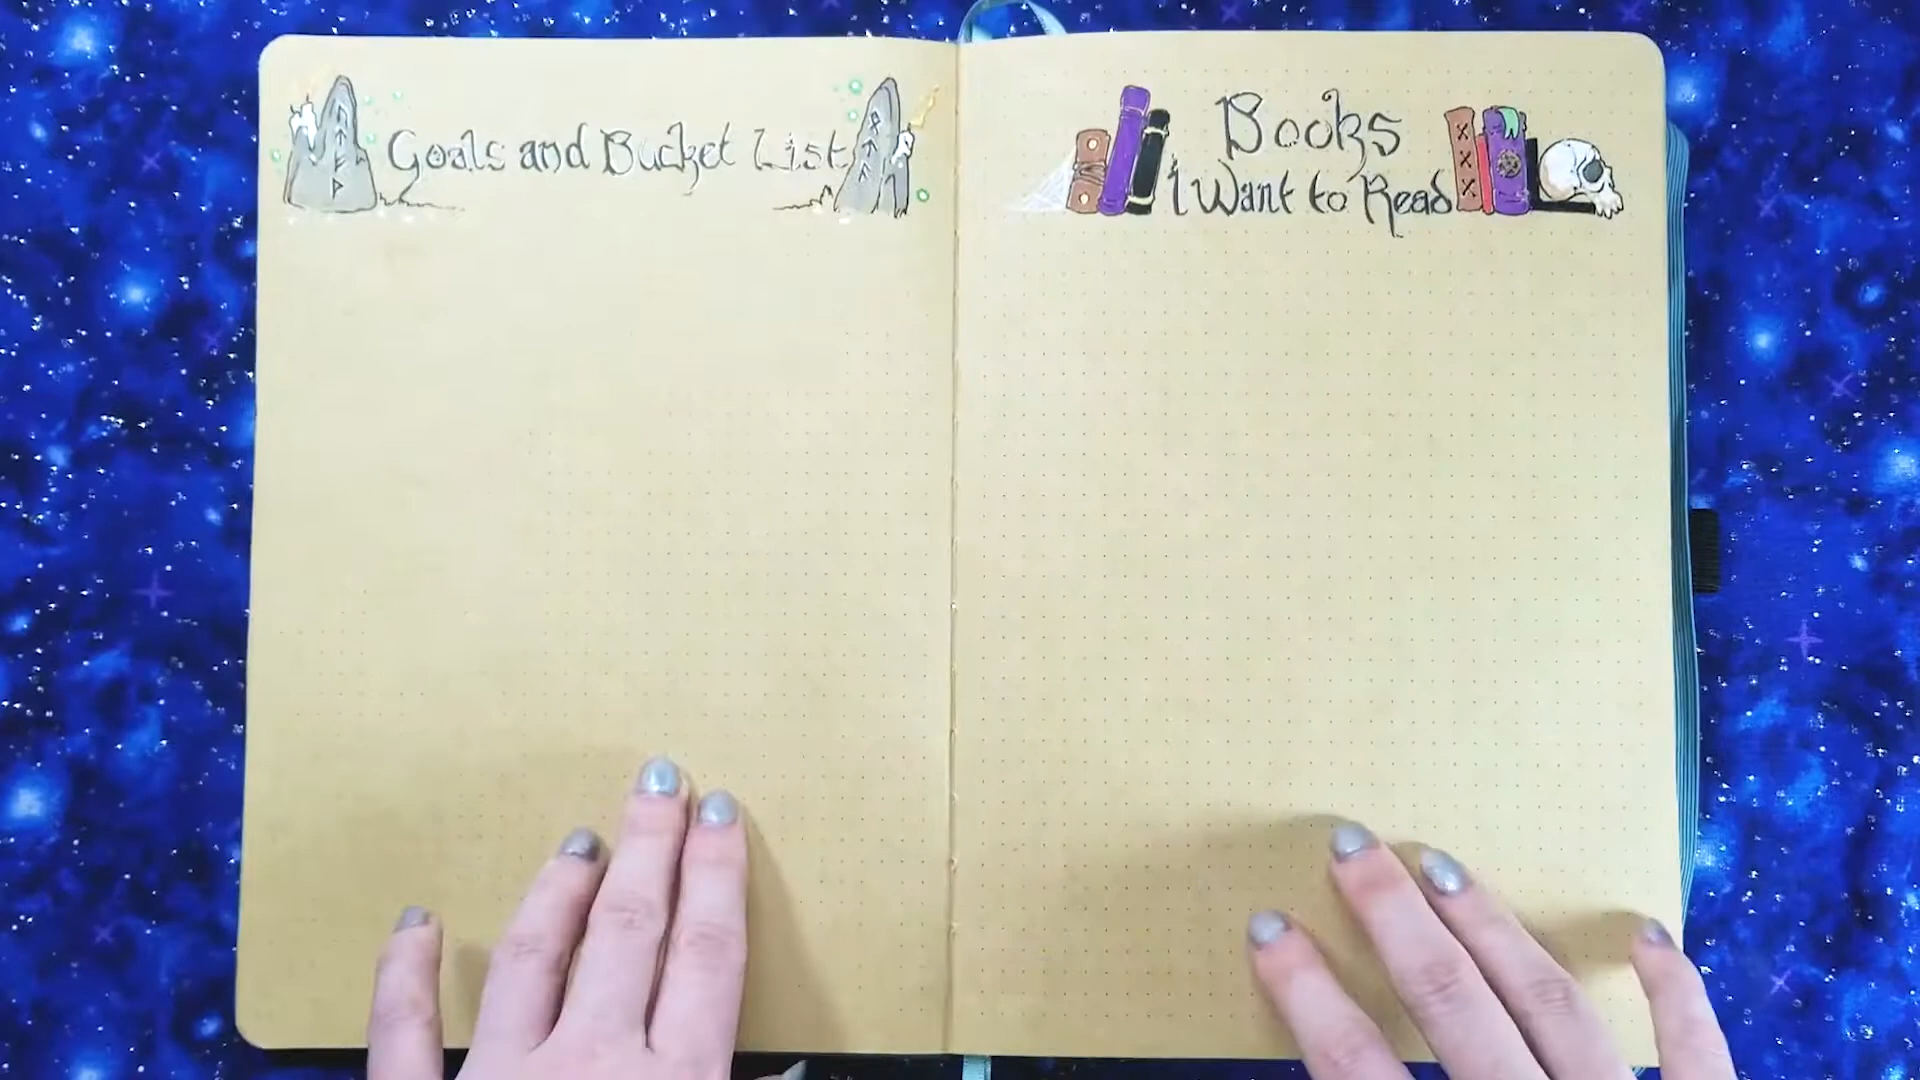 Goals and Bucket List
Books
I Want to Read